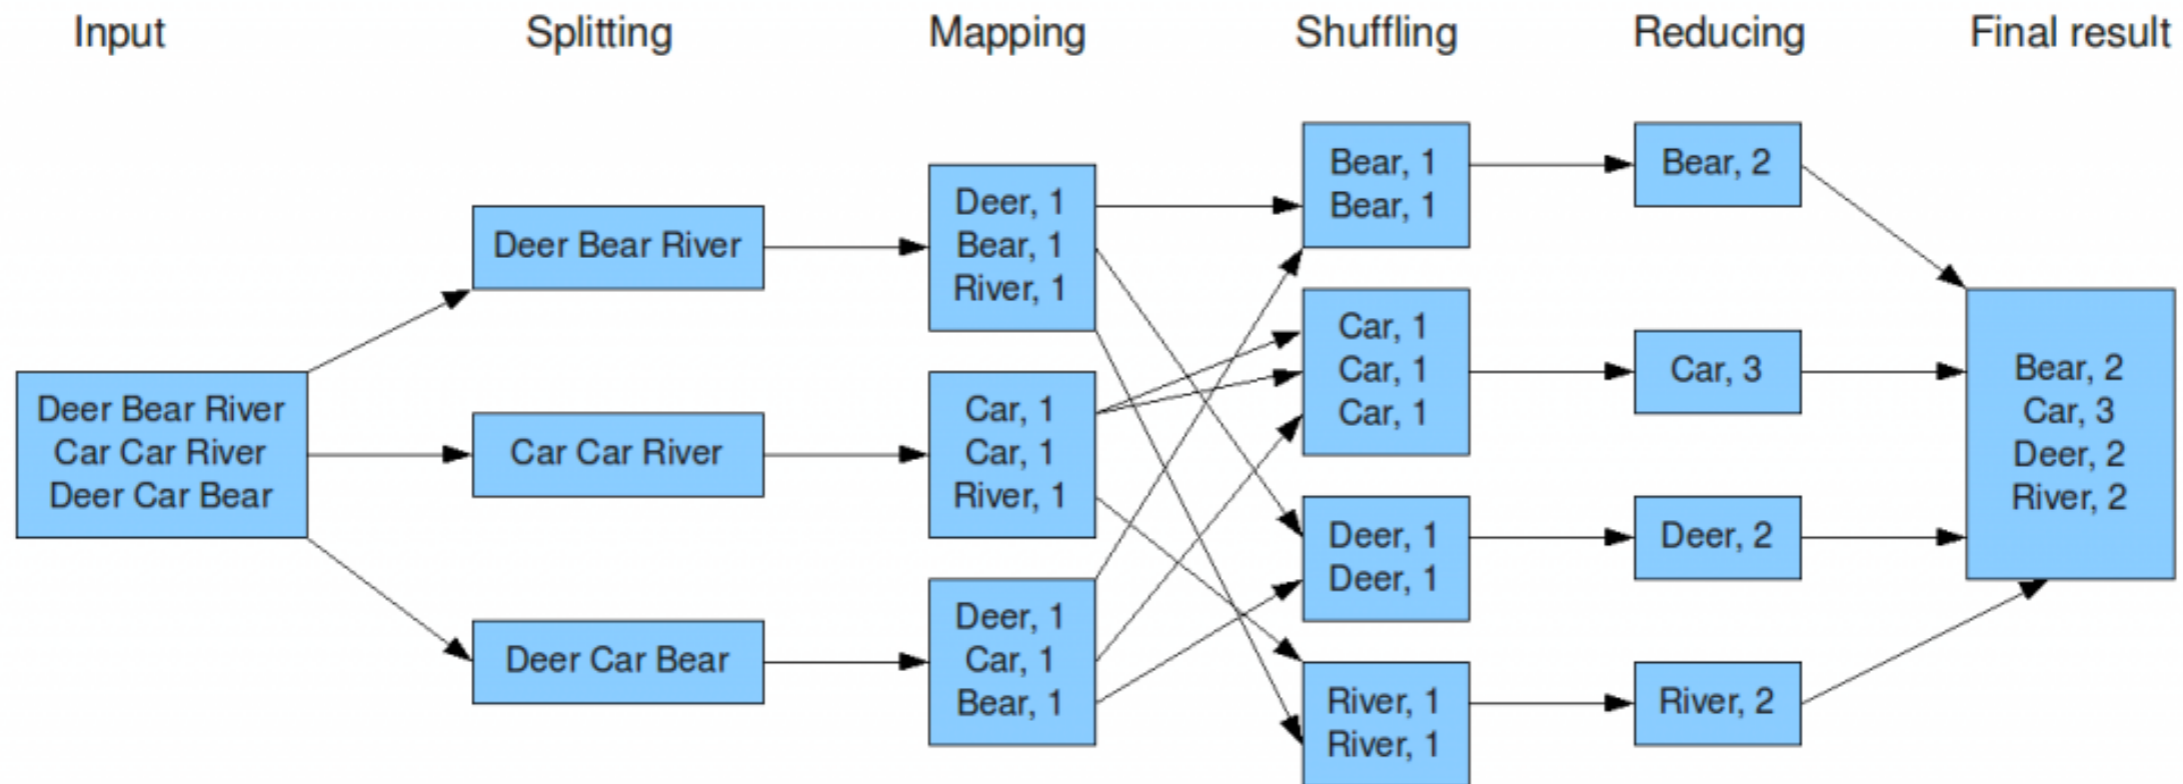 Input
Splitting
Mapping
Shuffling
Reducing
Final result
Deer Bear River
Car Car River
Deer Car Bear
Deer Bear River
Car Car River
Deer Car Bear
Deer, 1
Bear, 1
River, 1
Car, 1
Car, 1
River, 1
Deer, 1
Car, 1
Bear, 1
Bear, 1
Bear, 1
Car, 1
Car, 1
Car, 1
Deer, 1
Deer, 1
River, 1
River, 1
Bear, 2
Car, 3
Deer, 2
River, 2
Bear, 2
Car, 3
Deer, 2
River, 2